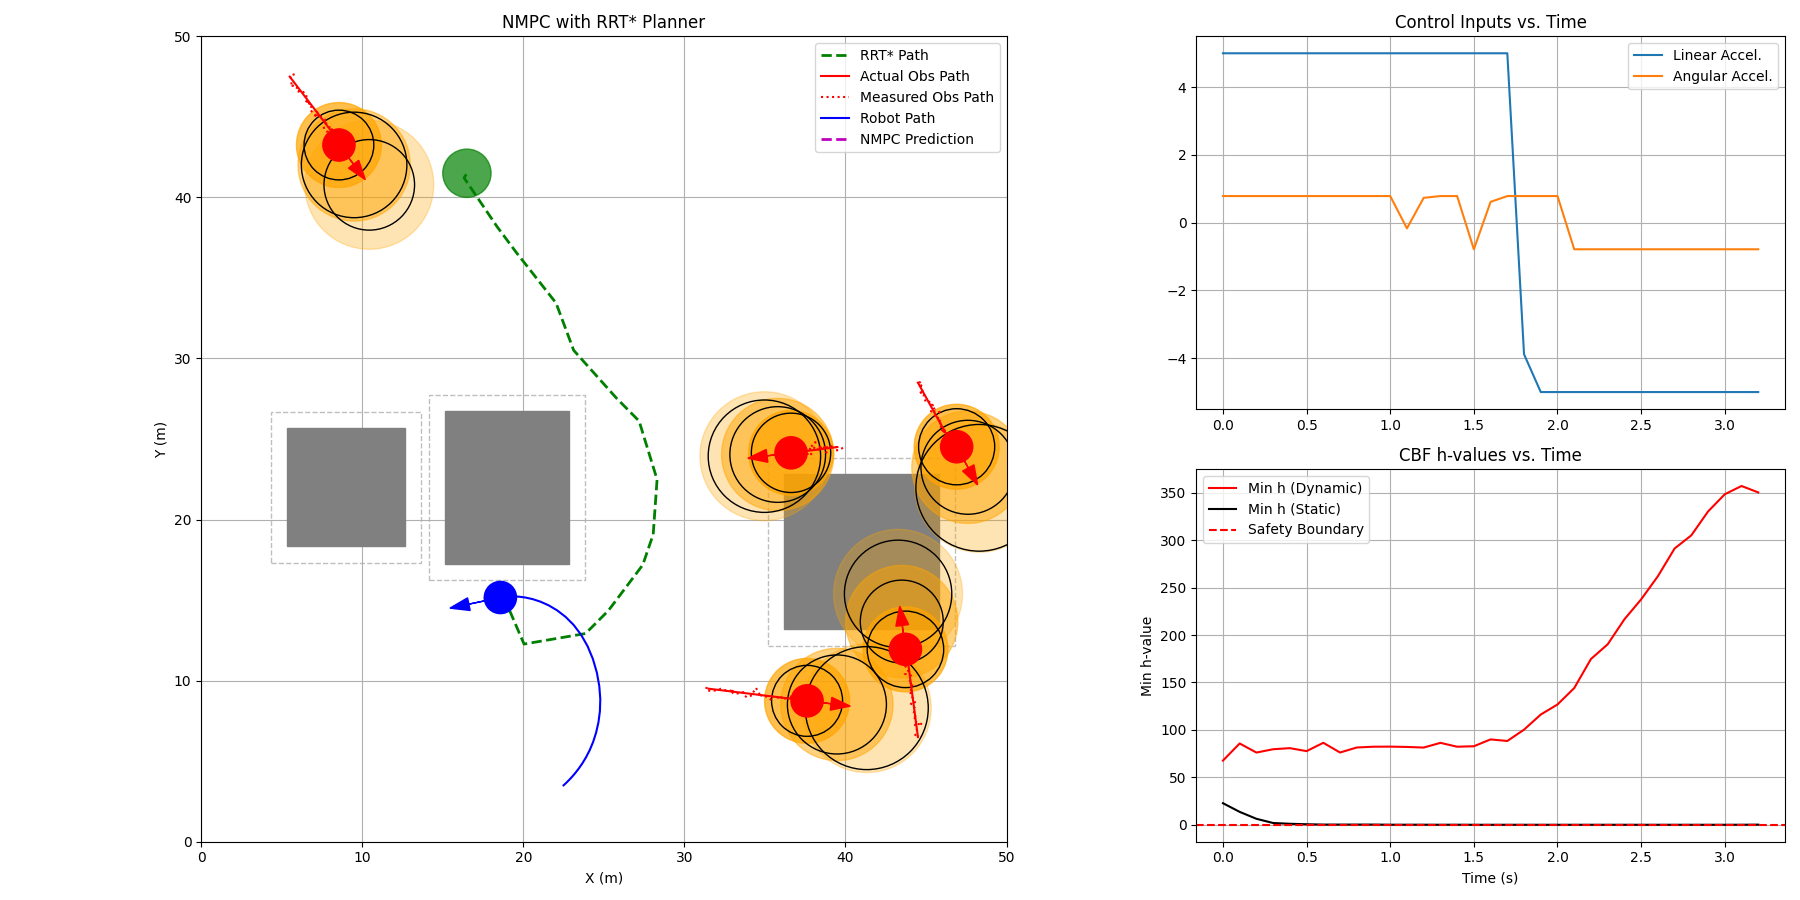 NMPC with RRT* Planner
50
40
30
20
10
0
Y (m)
0 10 20 30 40 50
X (m)
RRT* Path
Actual Obs Path
Measured Obs Path
Robot Path
NMPC Prediction
Control Inputs vs. Time
4
2
0
−2
−4
Linear Accel.
Angular Accel.
0.0 0.5 1.0 1.5 2.0 2.5 3.0
CBF h-values vs. Time
350
300
250
200
150
100
50
0
Min h-value
Min h (Dynamic)
Min h (Static)
Safety Boundary
0.0 0.5 1.0 1.5 2.0 2.5 3.0
Time (s)